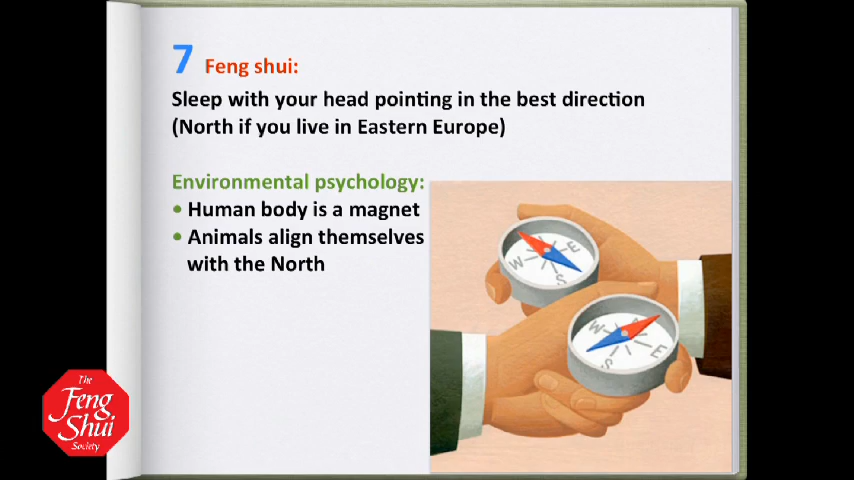 7 Feng shui:
Sleep with your head pointing in the best direction
(North if you live in Eastern Europe)
Environmental psychology:
• Human body is a magnet
• Animals align themselves
with the North
W E S
W N E S
The
Feng
Shui
Society